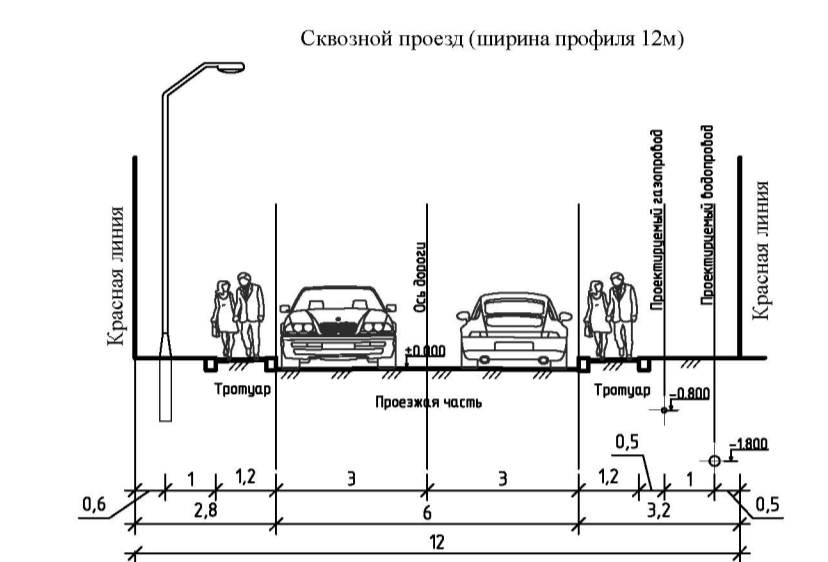 Сквозной проезд (ширина профиля 12м)
Красная линия
Ось дороги
Проектируемый газопровод
Проектируемый водопровод
Красная линия
±0.000
Тротуар
Проезжая часть
Тротуар
-0.800
-1.800
0,6
1
1,2
3
3
1,2
0,5
1
0,5
2,8
6
3,2
12